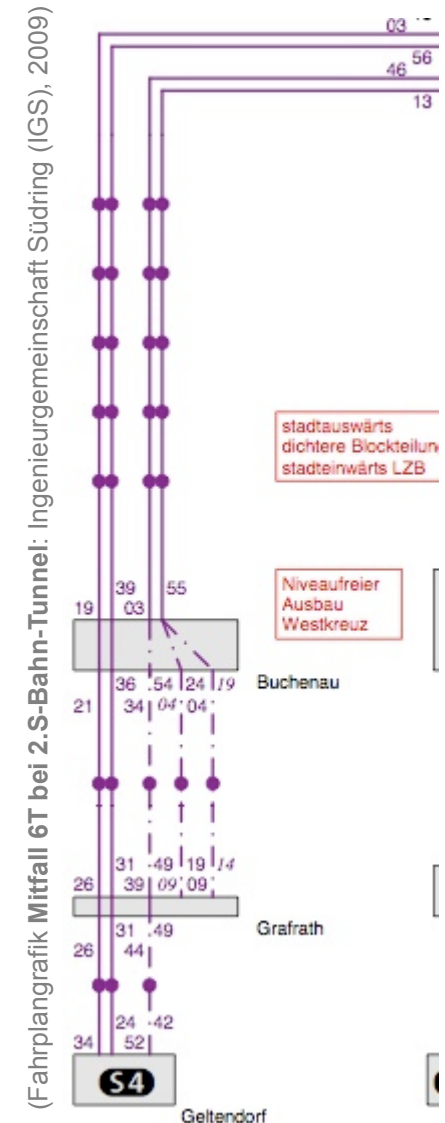 (Fahrplangrafik Mitfall 6T bei 2.S-Bahn-Tunnel: Ingenieurgemeinschaft Südring (IGS), 2009)
03
56
46
13
stadtauswärts
dichtere Blockteilung
stadteinwärts LZB
39 55
19 03
Niveaufreier
Ausbau
Westkreuz
Buchenau
36 54 24 19
21 34 04 04
31 49 19 14
26 39 09 09
Grafrath
31 49
26 44
24 42
34 52
S4
Geltendorf